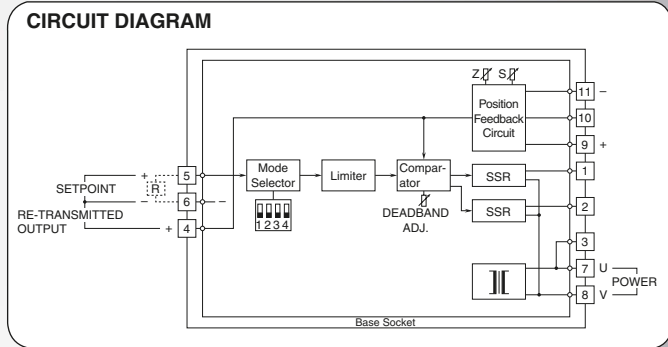 CIRCUIT DIAGRAM
Z S
11 –
Position
Feedback
Circuit
10
9 +
+ 5
Mode
Selector
Limiter
Compar-
ator
SSR
1
SETPOINT
R
– 6 –
SSR
2
RE-TRANSMITTED
OUTPUT
+ 4
1 2 3 4
DEADBAND
ADJ.
3
7 U
POWER
8 V
Base Socket